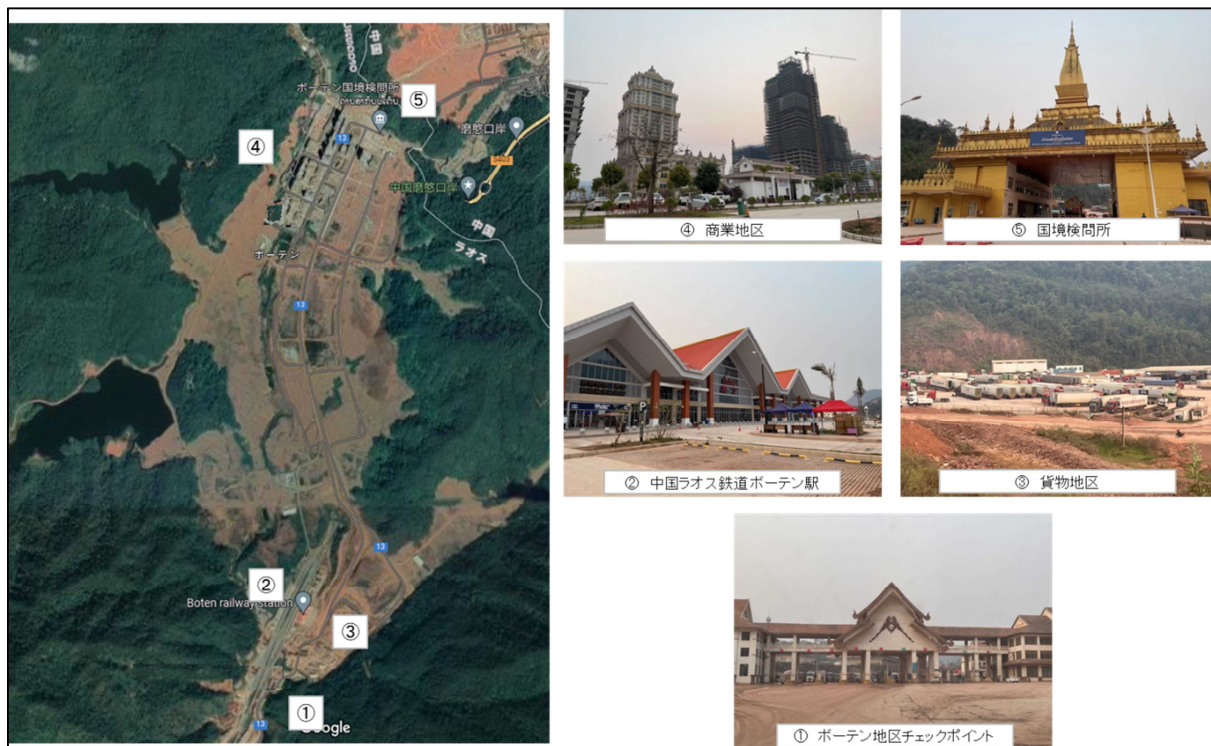 中国
ボーテン国境検問所
⑤
13
磨憨口岸
④
中国磨憨口岸
中国
ラオス
ボーテン
13
13
②
Boten railway station
③
①
13
Google
④ 商業地区
⑤ 国境検問所
② 中国ラオス鉄道ボーテン駅
③ 貨物地区
P
① ボーテン地区チェックポイント